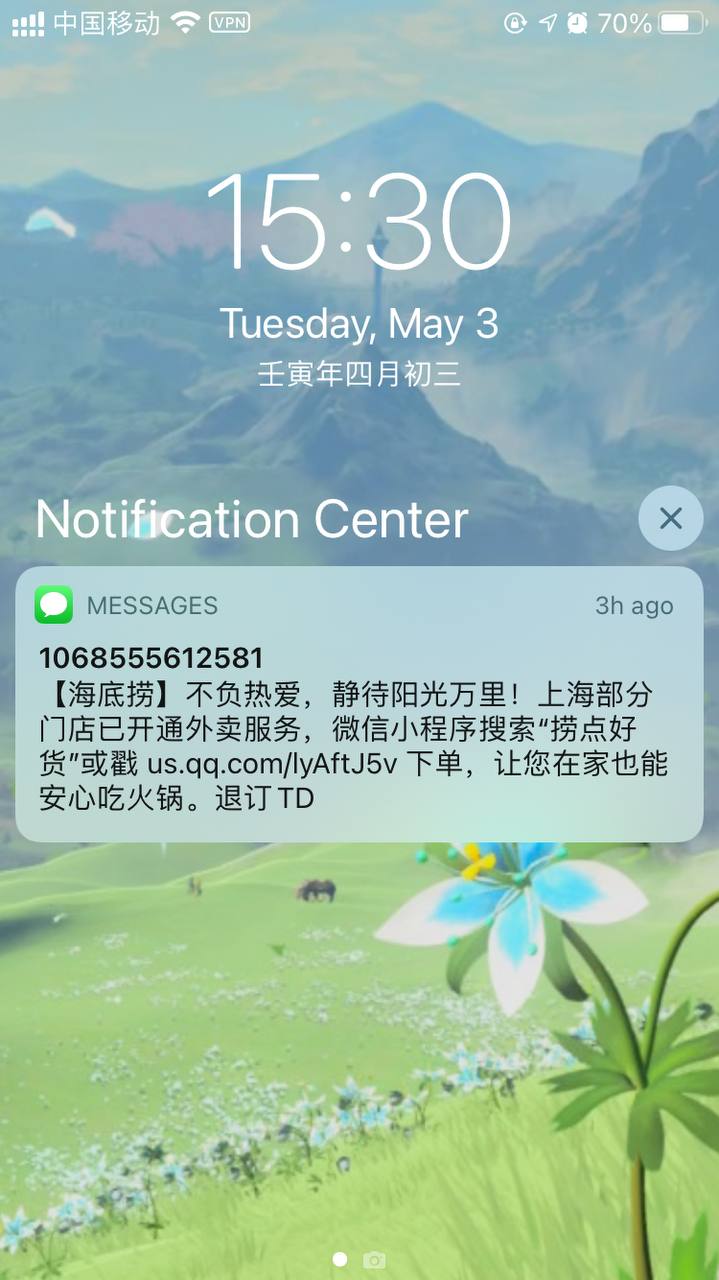 中国移动 VPN 70%
15:30
Tuesday, May 3
壬寅年四月初三
Notification Center
MESSAGES 3h ago
1068555612581
【海底捞】不负热爱，静待阳光万里！上海部分
门店已开通外卖服务，微信小程序搜索“捞点好
货”或戳 us.qq.com/lyAftJ5v 下单，让您在家也能
安心吃火锅。退订 TD